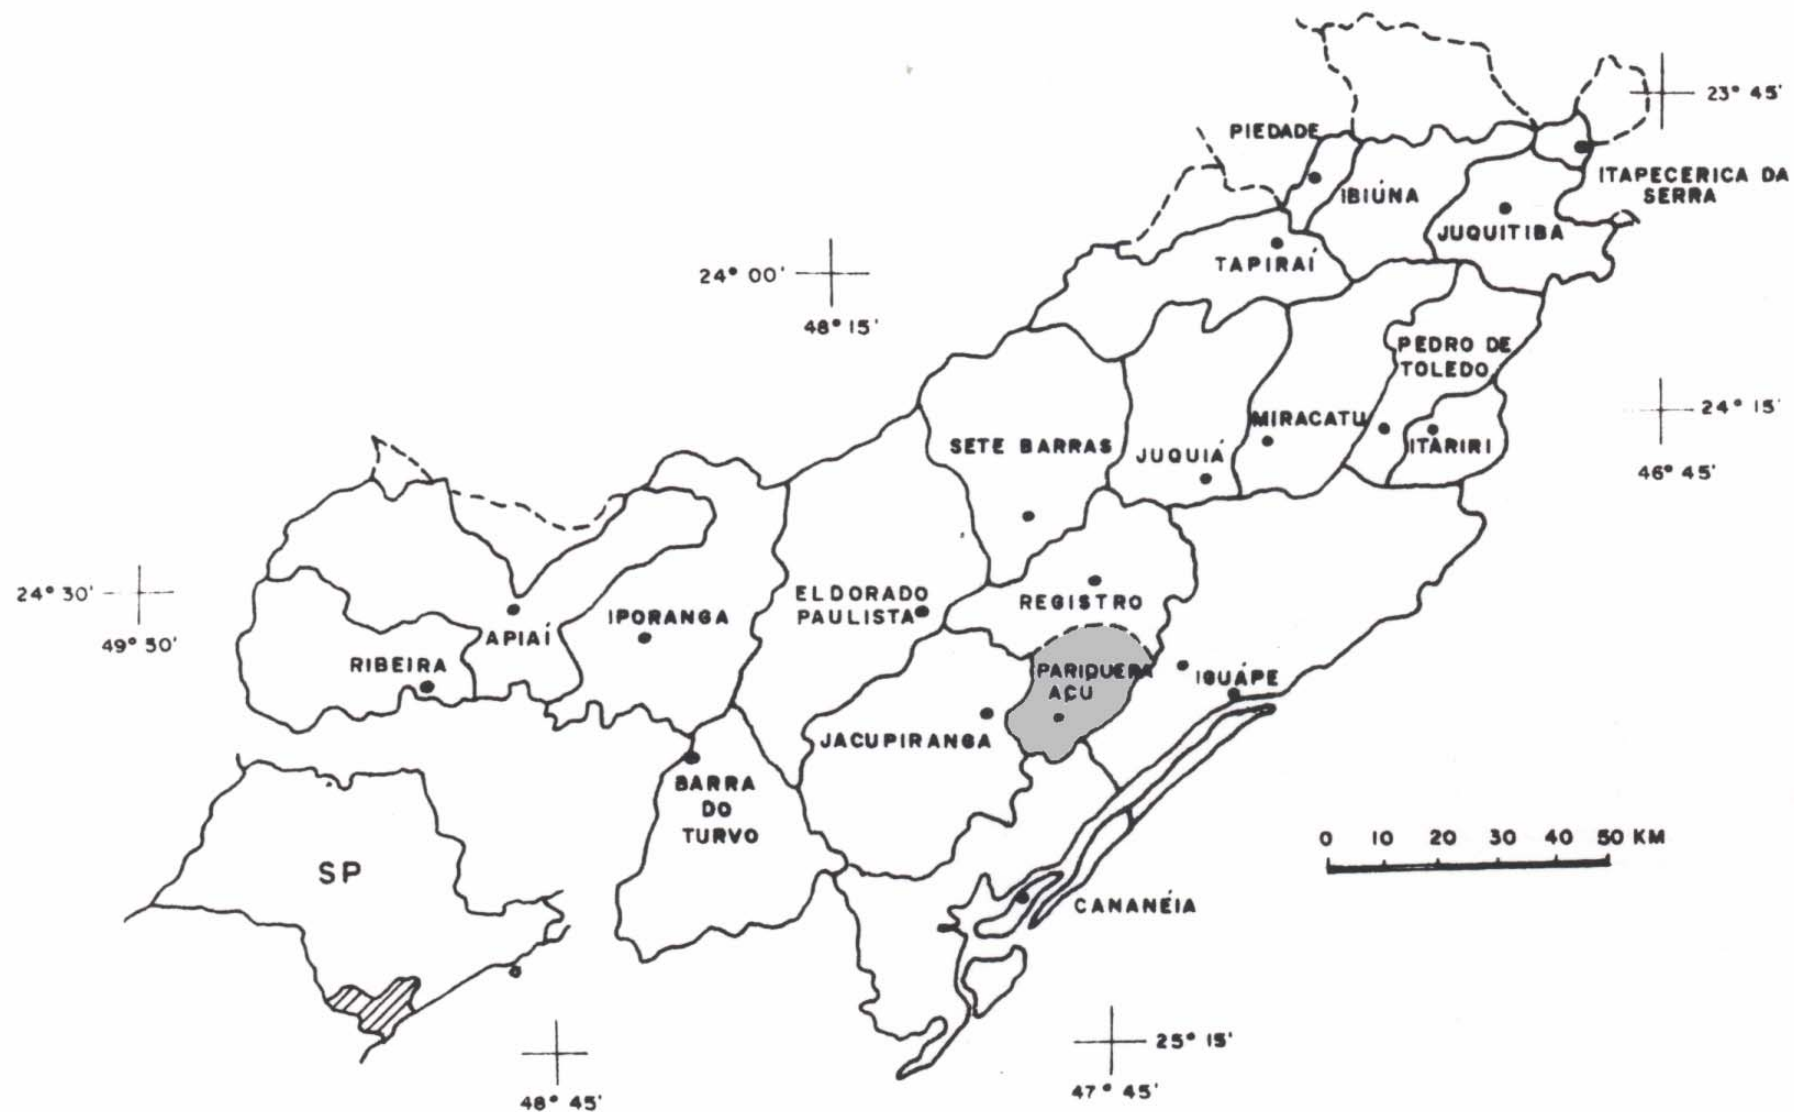 23° 45'
PIEDADE
ITAPECERICA DA
SERRA
IBIÚNA
JUQUITIBA
TAPIRAÍ
24° 00'
48° 15'
PEDRO DE
TOLEDO
24° 15'
MIRACATU
SETE BARRAS
JUQUIÁ
ITARIRI
46° 45'
24° 30'
49° 50'
ELDORADO
PAULISTA
REGISTRO
IPORANGA
APIAÍ
RIBEIRA
PARIQUERA
AÇU
IGUÁPE
JACUPIRANGA
BARRA
DO
TURVO
0 10 20 30 40 50 KM
SP
CANANÉIA
25° 15'
47° 45'
48° 45'